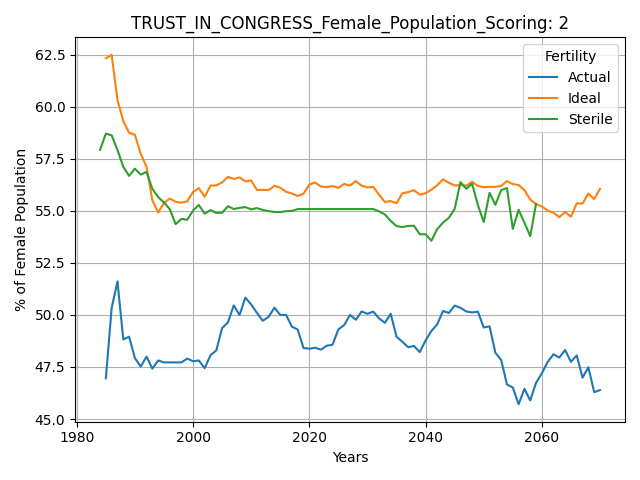 TRUST_IN_CONGRESS_Female_Population_Scoring: 2
% of Female Population
62.5
60.0
57.5
55.0
52.5
50.0
47.5
45.0
Fertility
Actual
Ideal
Sterile
1980
2000
2020
2040
2060
Years